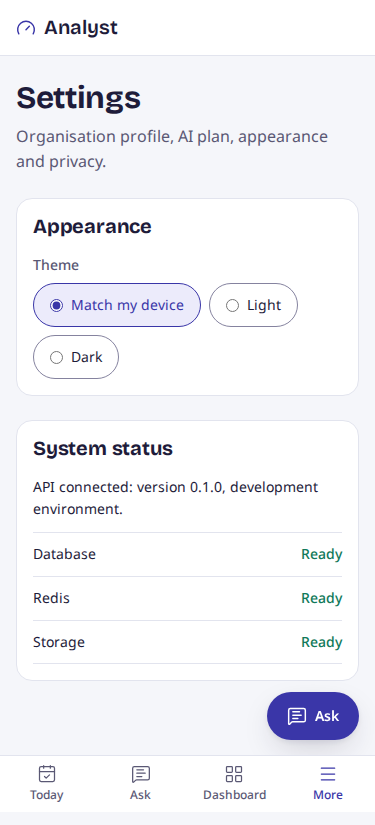 Analyst
Settings
Organisation profile, AI plan, appearance
and privacy.
Appearance
Theme
Match my device
Light
Dark
System status
API connected: version 0.1.0, development
environment.
Database Ready
Redis Ready
Storage Ready
Ask
Today Ask Dashboard More